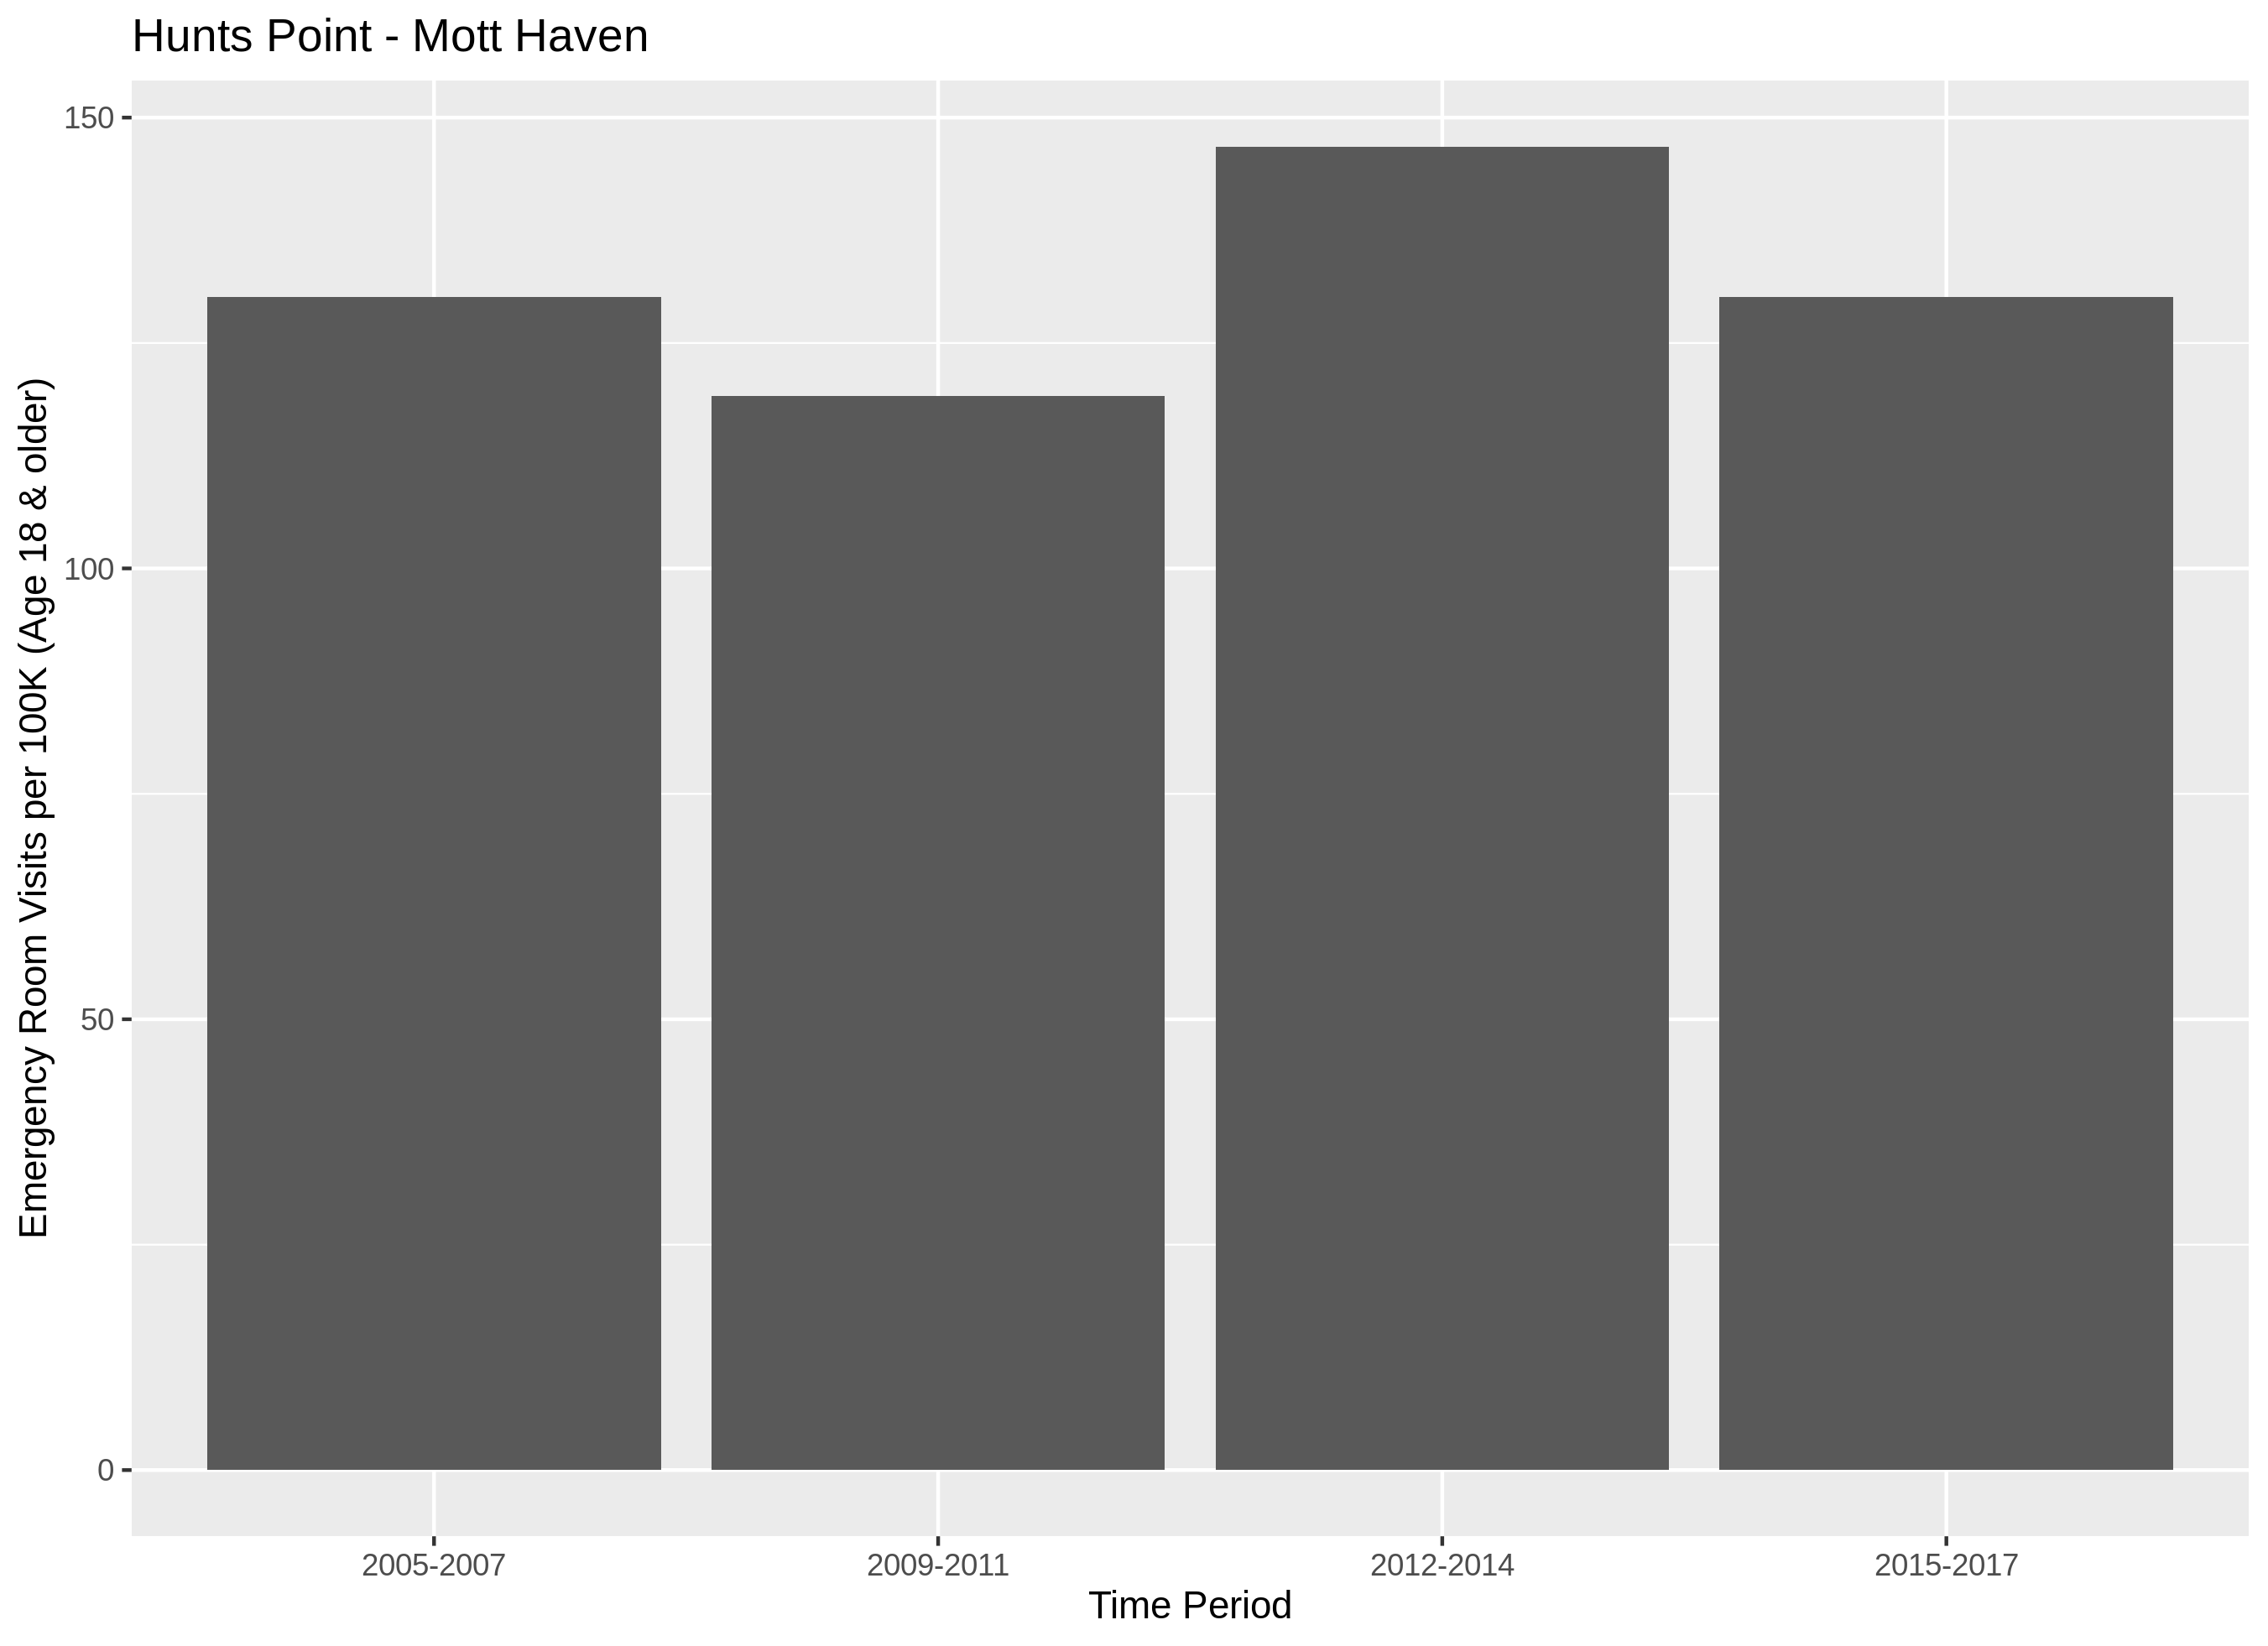 Hunts Point - Mott Haven
Emergency Room Visits per 100K (Age 18 & older)
150
100
50
0
2005-2007 2009-2011 2012-2014 2015-2017
Time Period